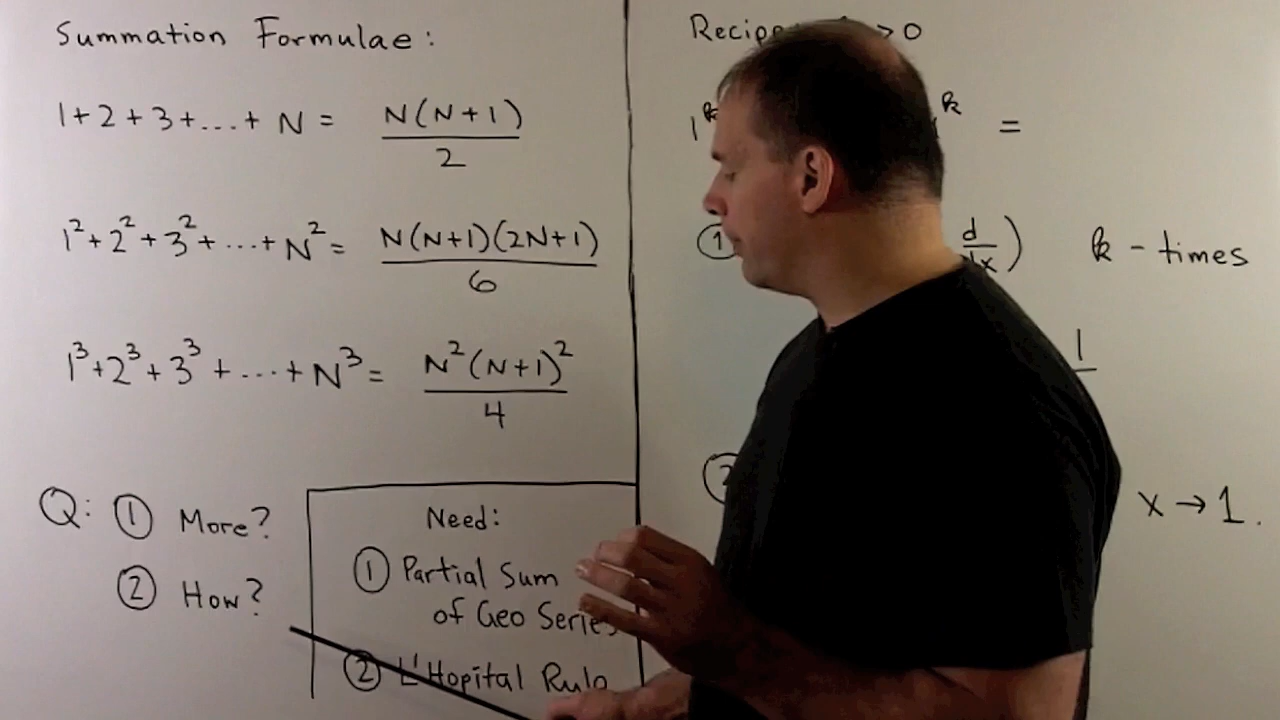 Summation Formulae:
1+2+3+...+ N = N(N+1)/2
1²+2²+3²+...+N² = N(N+1)(2N+1)/6
1³+2³+3³+...+N³ = N²(N+1)²/4
Q: ① More?
② How?
Need:
① Partial Sum
of Geo Series
② L'Hopital Rule
> 0
1^k k =
① d/dx) k - times
1
x → 1.